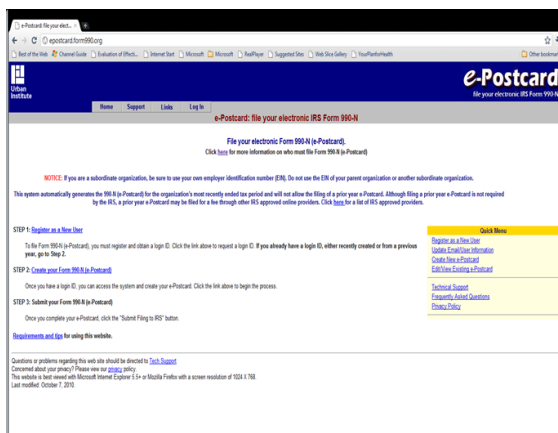 e-Postcard: file your elect...
epostcard.form990.org
Best of the Web Channel Guide Evaluation of Effecti... Internet Start Microsoft Microsoft RealPlayer Suggested Sites Web Slice Gallery YourPlanforHealth Other bookmar
Urban
Institute
e-Postcard
file your electronic IRS Form 990-N
Home Support Links Log In
e-Postcard: file your electronic IRS Form 990-N
File your electronic Form 990-N (e-Postcard).
Click here for more information on who must file Form 990-N (e-Postcard)
NOTICE: If you are a subordinate organization, be sure to use your own employer identification number (EIN). Do not use the EIN of your parent organization or another subordinate organization.
This system automatically generates the 990-N (e-Postcard) for the organization's most recently ended tax period and will not allow the filing of a prior year e-Postcard. Although filing a prior year e-Postcard is not required
by the IRS, a prior year e-Postcard may be filed for a fee through other IRS approved online providers. Click here for a list of IRS approved providers.
STEP 1: Register as a New User
To file Form 990-N (e-Postcard), you must register and obtain a login ID. Click the link above to request a login ID. If you already have a login ID, either recently created or from a previous
year, go to Step 2.
STEP 2: Create your Form 990-N (e-Postcard)
Once you have a login ID, you can access the system and create your e-Postcard. Click the link above to begin the process.
STEP 3: Submit your Form 990-N (e-Postcard)
Once you complete your e-Postcard, click the "Submit Filing to IRS" button.
Requirements and tips for using this website.
Quick Menu
Register as a New User
Update Email/User Information
Create New e-Postcard
Edit/View Existing e-Postcard
Technical Support
Frequently Asked Questions
Privacy Policy
Questions or problems regarding this web site should be directed to Tech Support
Concerned about your privacy? Please view our privacy policy.
This website is best viewed with Microsoft Internet Explorer 5.5+ or Mozilla Firefox with a screen resolution of 1024 X 768.
Last modified: October 7, 2010.